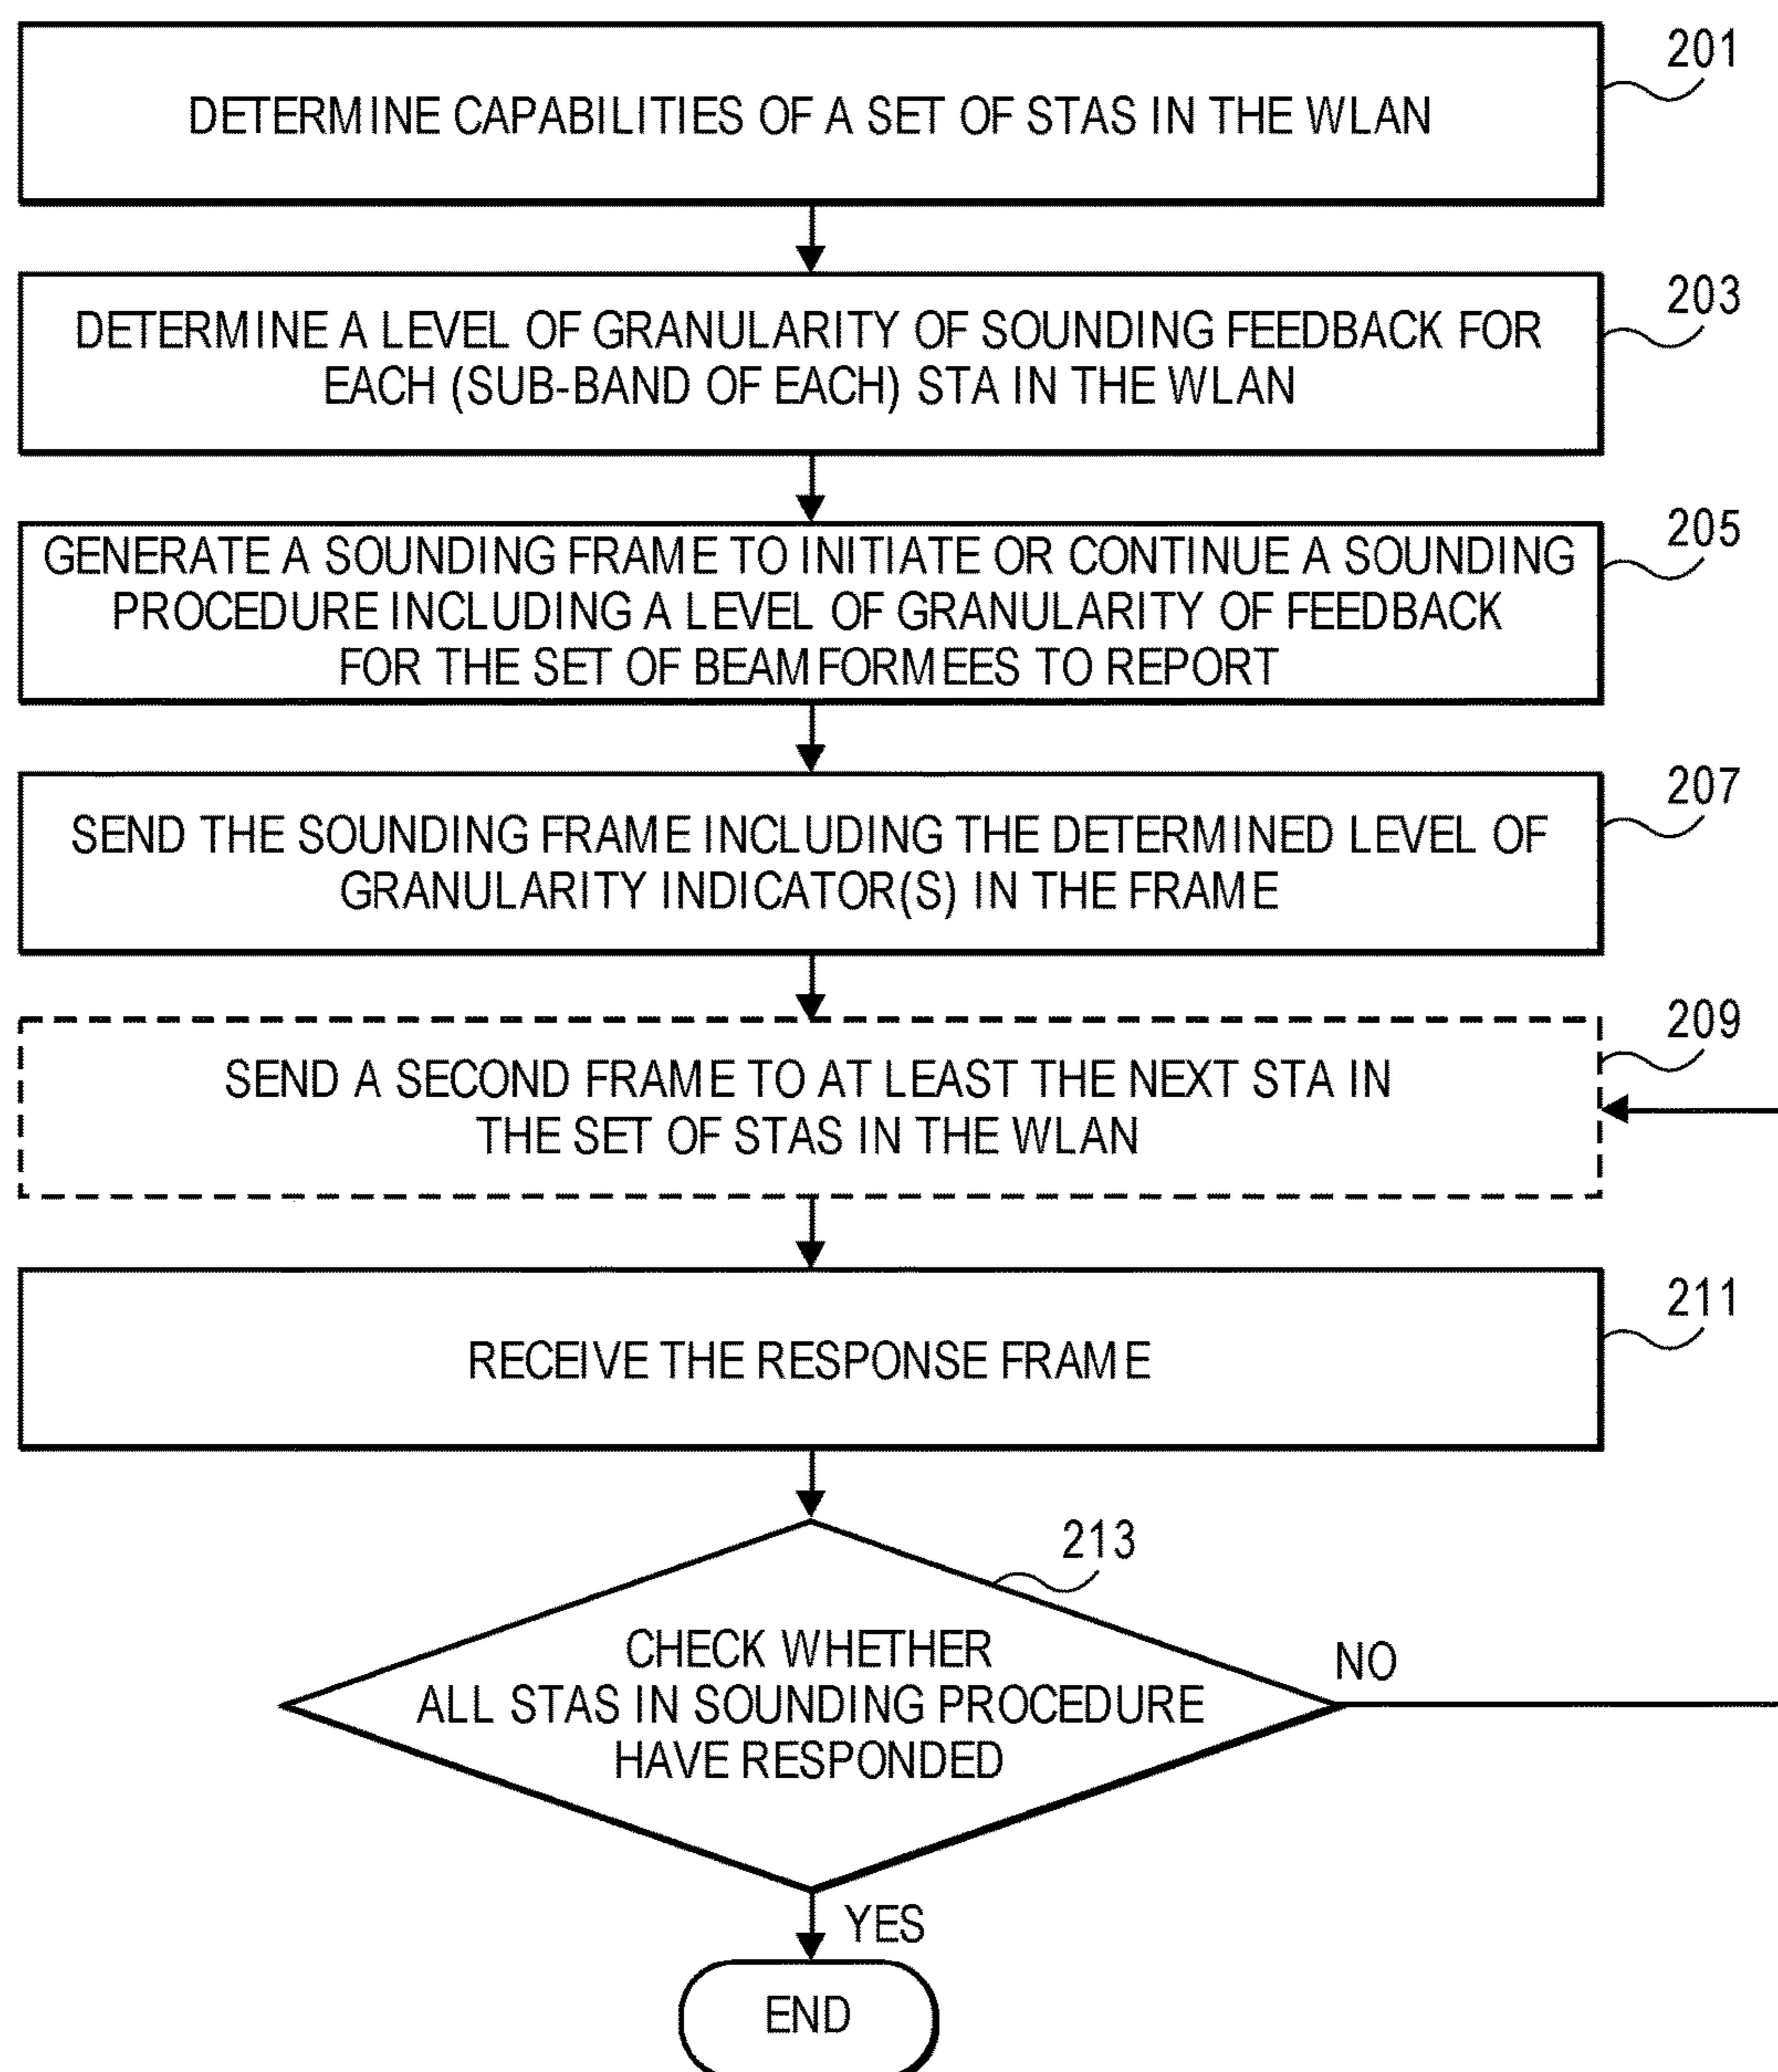 201
DETERMINE CAPABILITIES OF A SET OF STAS IN THE WLAN
203
DETERMINE A LEVEL OF GRANULARITY OF SOUNDING FEEDBACK FOR
EACH (SUB-BAND OF EACH) STA IN THE WLAN
205
GENERATE A SOUNDING FRAME TO INITIATE OR CONTINUE A SOUNDING
PROCEDURE INCLUDING A LEVEL OF GRANULARITY OF FEEDBACK
FOR THE SET OF BEAMFORMEES TO REPORT
207
SEND THE SOUNDING FRAME INCLUDING THE DETERMINED LEVEL OF
GRANULARITY INDICATOR(S) IN THE FRAME
209
SEND A SECOND FRAME TO AT LEAST THE NEXT STA IN
THE SET OF STAS IN THE WLAN
211
RECEIVE THE RESPONSE FRAME
213
CHECK WHETHER
ALL STAS IN SOUNDING PROCEDURE
HAVE RESPONDED
NO
YES
END